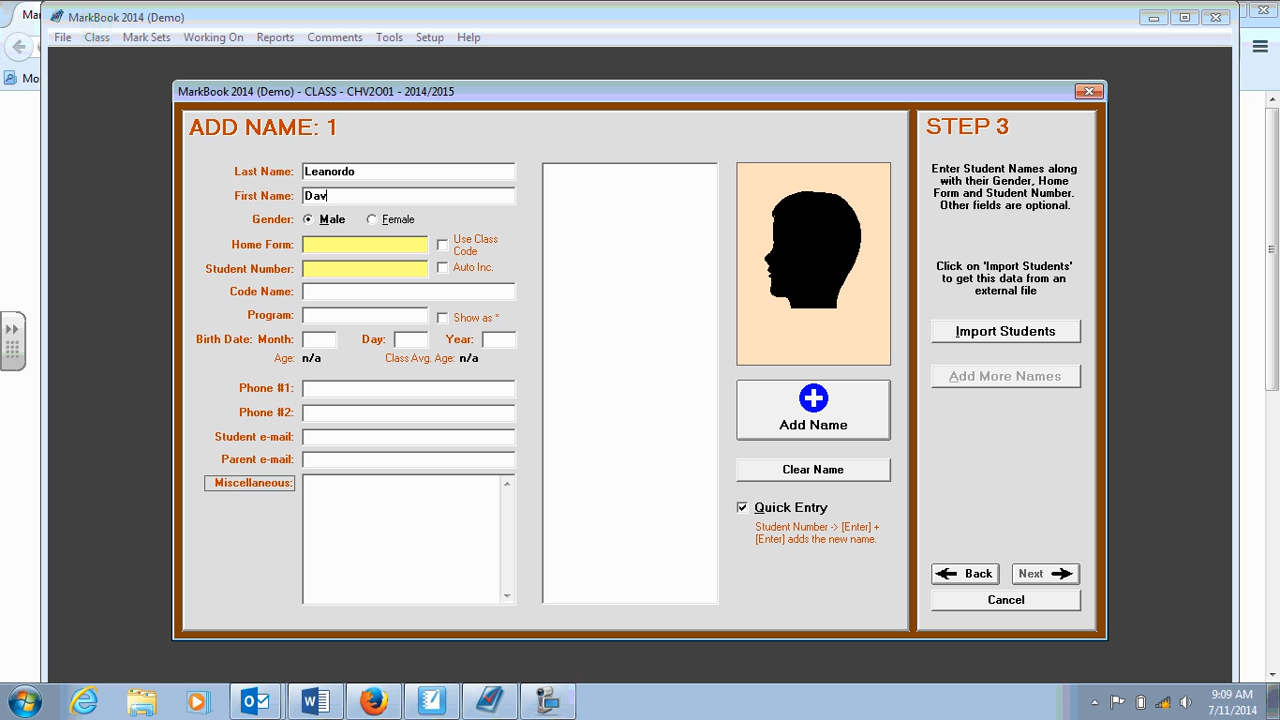 Ma
MarkBook 2014 (Demo)
File Class Mark Sets Working On Reports Comments Tools Setup Help
Mo
MarkBook 2014 (Demo) - CLASS - CHV2O01 - 2014/2015
ADD NAME: 1
Last Name: Leanordo
First Name: Dav
Gender: Male Female
Home Form: Use Class Code
Student Number: Auto Inc.
Code Name:
Program: Show as *
Birth Date: Month: Day: Year:
Age: n/a Class Avg. Age: n/a
Phone #1:
Phone #2:
Student e-mail:
Parent e-mail:
Miscellaneous:
Add Name
Clear Name
Quick Entry
Student Number -> [Enter] +
[Enter] adds the new name.
STEP 3
Enter Student Names along
with their Gender, Home
Form and Student Number.
Other fields are optional.
Click on 'Import Students'
to get this data from an
external file
Import Students
Add More Names
Back Next
Cancel
9:09 AM
7/11/2014